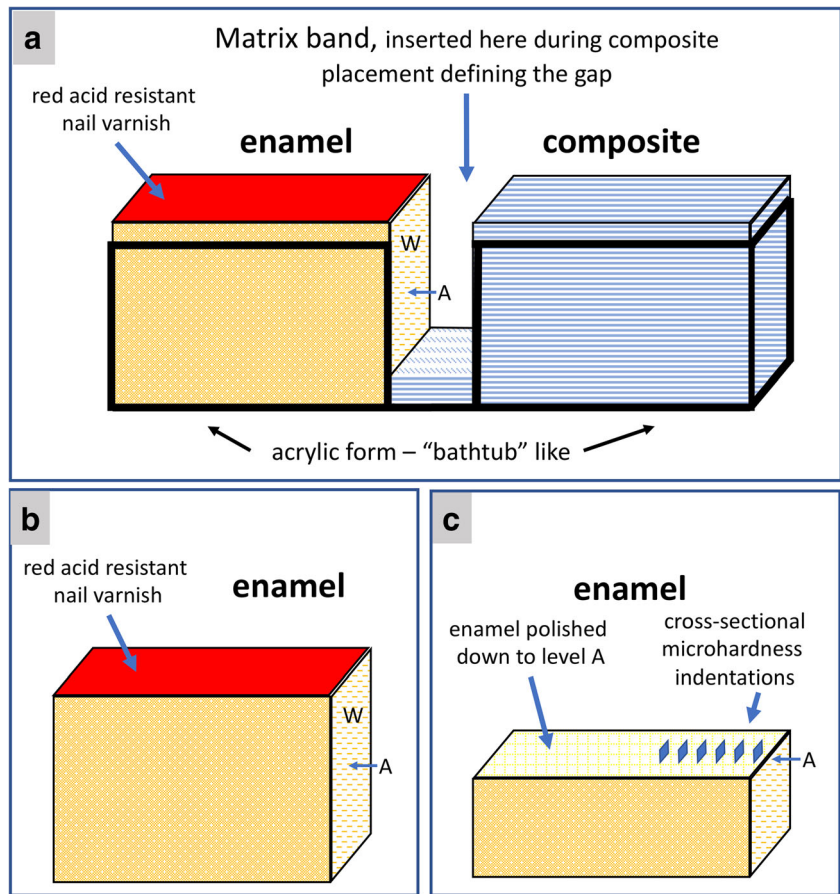 a
Matrix band, inserted here during composite
placement defining the gap
red acid resistant
nail varnish
enamel
composite
W
A
acrylic form – “bathtub” like
b
red acid resistant
nail varnish
enamel
W
A
c
enamel
enamel polished
down to level A
cross-sectional
microhardness
indentations
A